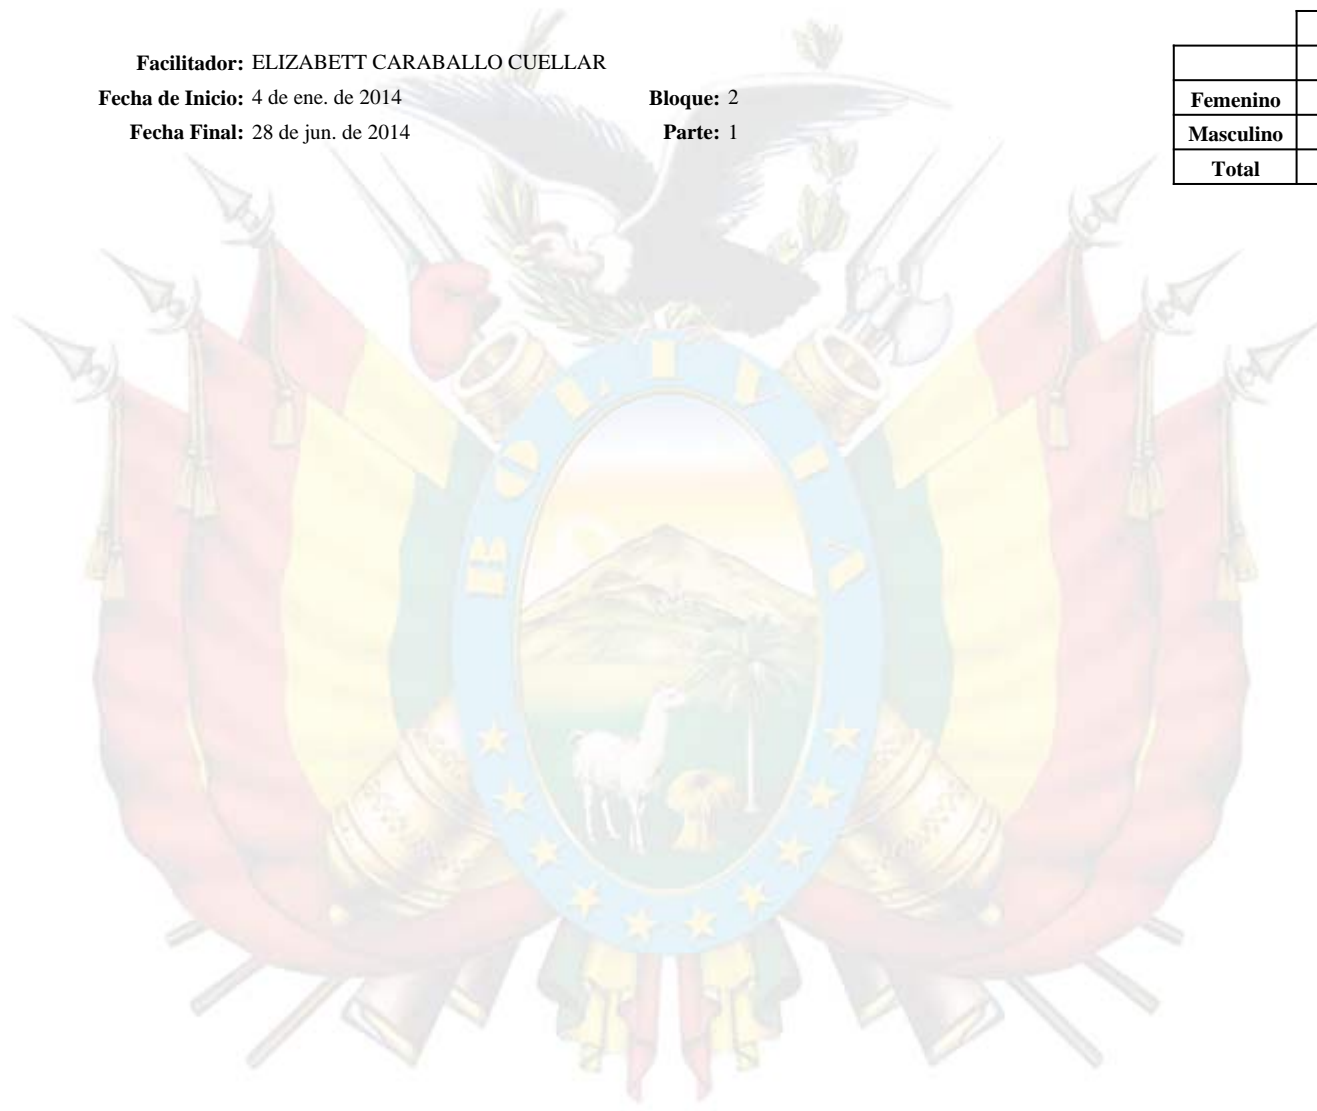 Facilitador: ELIZABETT CARABALLO CUELLAR
Fecha de Inicio: 4 de ene. de 2014 Bloque: 2
Fecha Final: 28 de jun. de 2014 Parte: 1
Femenino
Masculino
Total
BOLIVIA